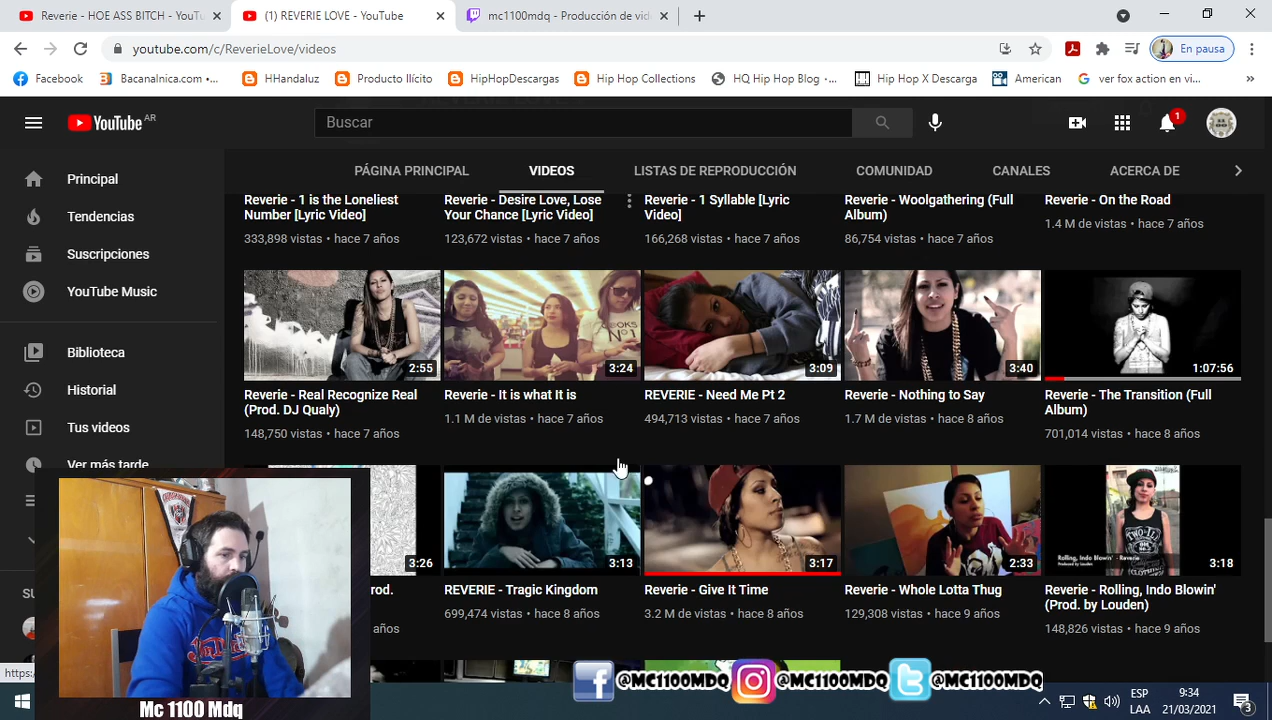 Reverie - HOE ASS BITCH - YouTu
(1) REVERIE LOVE - YouTube
mc1100mdq - Producción de vid
youtube.com/c/ReverieLove/videos
En pausa
Facebook
Bacanalnica.com •...
HHandaluz
Producto Ilícito
HipHopDescargas
Hip Hop Collections
HQ Hip Hop Blog •...
Hip Hop X Descarga
American
ver fox action en vi...
YouTube AR
Buscar
1
PÁGINA PRINCIPAL
VIDEOS
LISTAS DE REPRODUCCIÓN
COMUNIDAD
CANALES
ACERCA DE
Principal
Tendencias
Suscripciones
YouTube Music
Biblioteca
Historial
Tus videos
Ver más tarde
Reverie - 1 is the Loneliest
Number [Lyric Video]
333,898 vistas • hace 7 años
Reverie - Desire Love, Lose
Your Chance [Lyric Video]
123,672 vistas • hace 7 años
Reverie - 1 Syllable [Lyric
Video]
166,268 vistas • hace 7 años
Reverie - Woolgathering (Full
Album)
86,754 vistas • hace 7 años
Reverie - On the Road
1.4 M de vistas • hace 7 años
2:55
Reverie - Real Recognize Real
(Prod. DJ Qualy)
148,750 vistas • hace 7 años
3:24
Reverie - It is what It is
1.1 M de vistas • hace 7 años
3:09
REVERIE - Need Me Pt 2
494,713 vistas • hace 7 años
3:40
Reverie - Nothing to Say
1.7 M de vistas • hace 8 años
1:07:56
Reverie - The Transition (Full
Album)
701,014 vistas • hace 8 años
3:26
rod.
años
3:13
REVERIE - Tragic Kingdom
699,474 vistas • hace 8 años
3:17
Reverie - Give It Time
3.2 M de vistas • hace 8 años
2:33
Reverie - Whole Lotta Thug
129,308 vistas • hace 9 años
Rolling, Indo Blowin' - Reverie
3:18
Reverie - Rolling, Indo Blowin'
(Prod. by Louden)
148,826 vistas • hace 9 años
SU
https:
Mc 1100 Mdq
@MC1100MDQ
@MC1100MDQ
@MC1100MDQ
ESP
LAA
9:34
21/03/2021
3